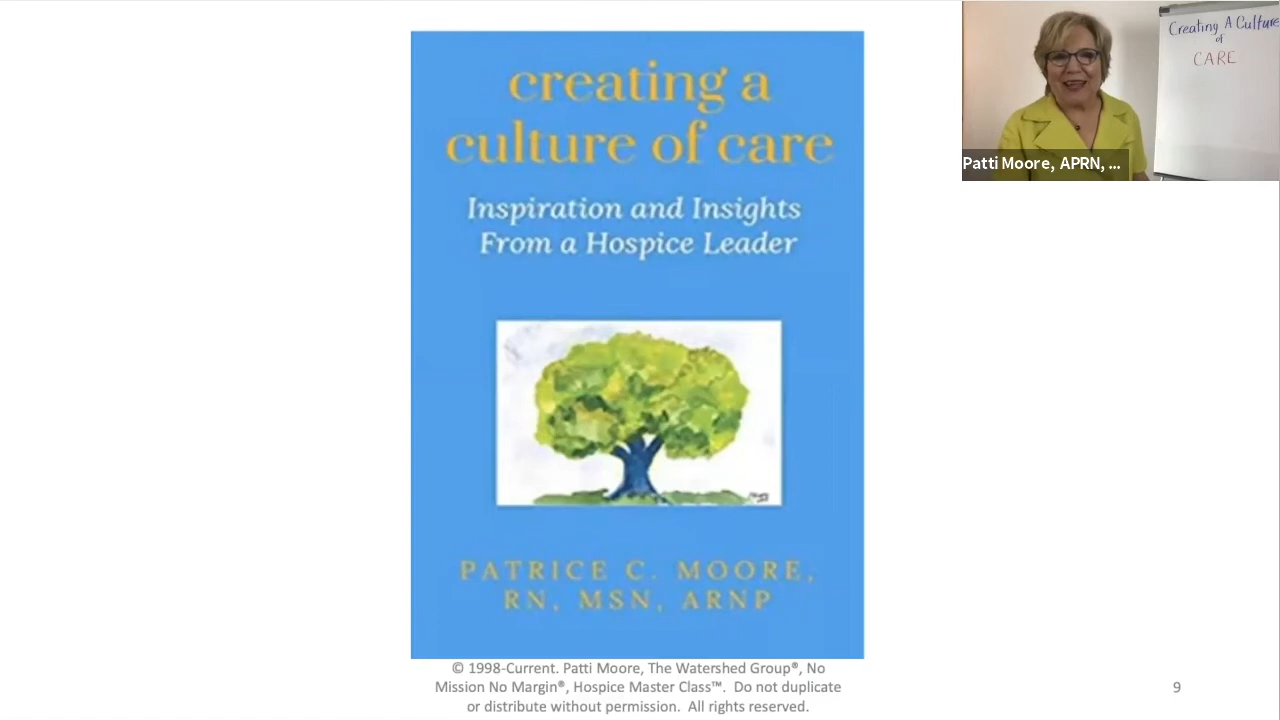 creating a
culture of care
Inspiration and Insights
From a Hospice Leader
PATRICE C. MOORE,
RN, MSN, ARNP
© 1998-Current. Patti Moore, The Watershed Group®, No
Mission No Margin®, Hospice Master Class™. Do not duplicate
or distribute without permission. All rights reserved.
9
Creating A Culture
of
CARE
Patti Moore, APRN, ...